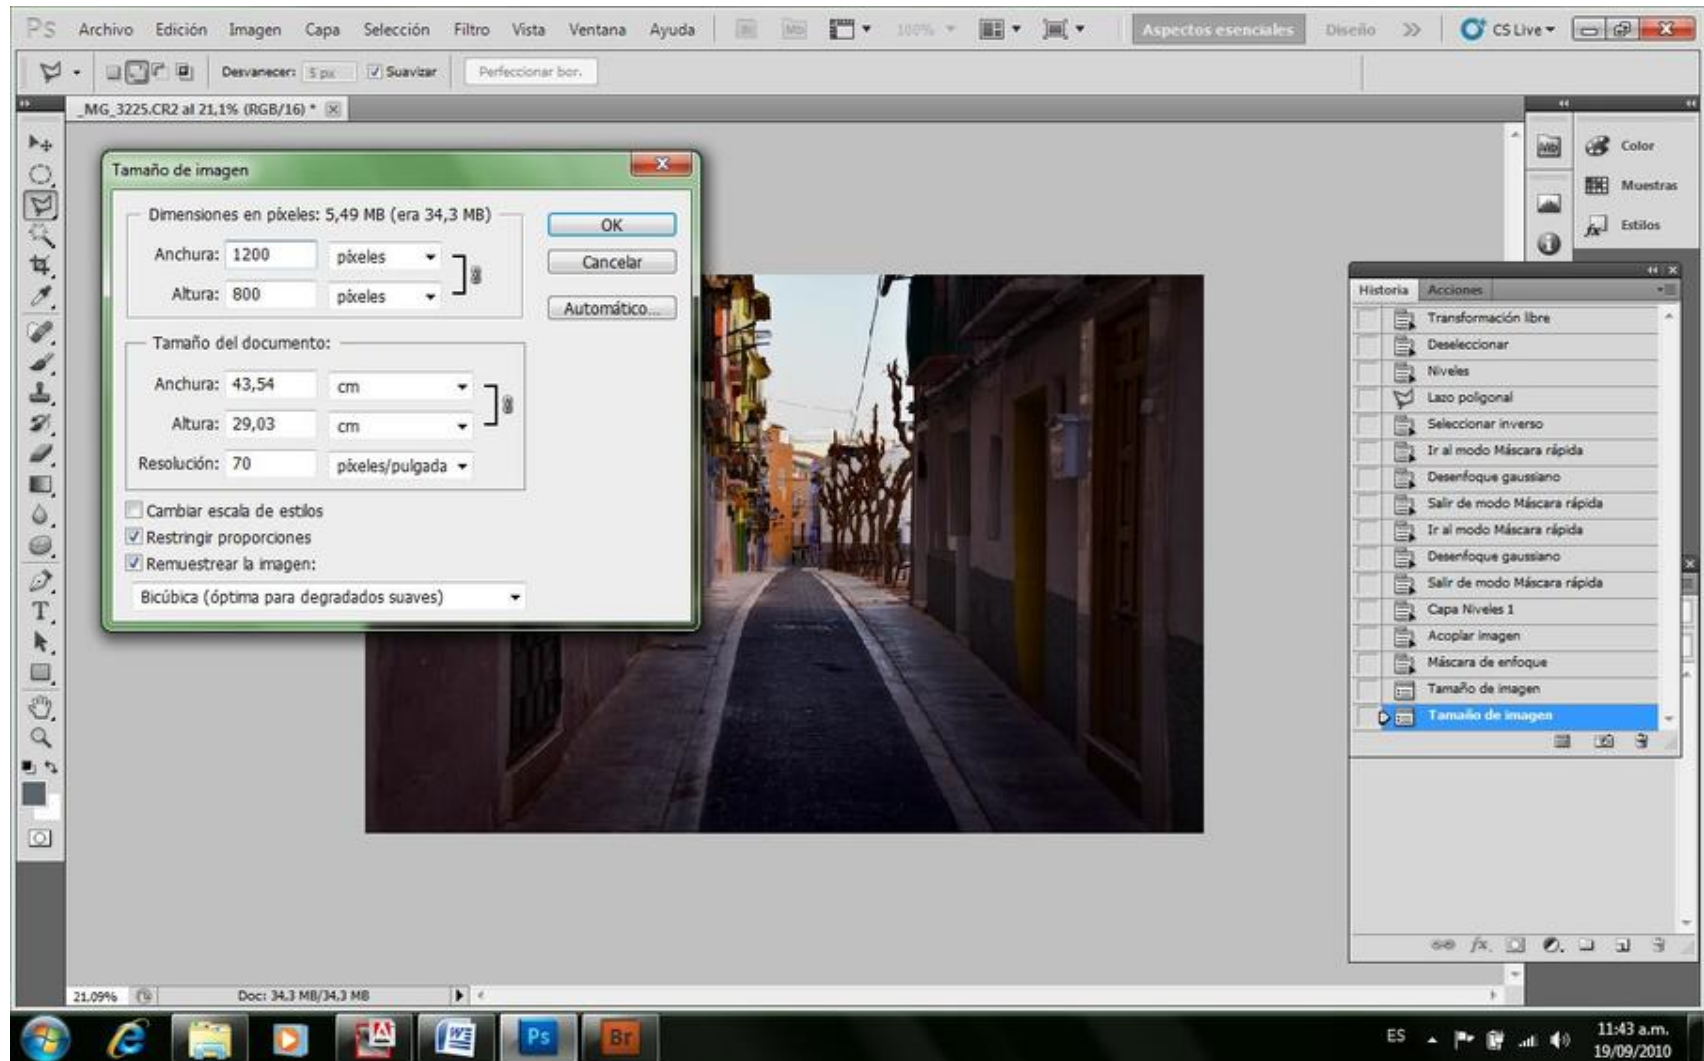 Ps Archivo Edición Imagen Capa Selección Filtro Vista Ventana Ayuda Br Mb 100% Aspectos esenciales Diseño CS Live
Desvanecer: 5 px Suavizar Perfeccionar bor.
_MG_3225.CR2 al 21,1% (RGB/16) *
Tamaño de imagen
Dimensiones en píxeles: 5,49 MB (era 34,3 MB)
Anchura: 1200 píxeles
Altura: 800 píxeles
OK
Cancelar
Automático...
Tamaño del documento:
Anchura: 43,54 cm
Altura: 29,03 cm
Resolución: 70 píxeles/pulgada
Cambiar escala de estilos
Restringir proporciones
Remuestrear la imagen:
Bicúbica (óptima para degradados suaves)
Mb
Color
Muestras
Estilos
Historia Acciones
Transformación libre
Deseleccionar
Niveles
Lazo poligonal
Seleccionar inverso
Ir al modo Máscara rápida
Desenfoque gaussiano
Salir de modo Máscara rápida
Ir al modo Máscara rápida
Desenfoque gaussiano
Salir de modo Máscara rápida
Capa Niveles 1
Acoplar imagen
Máscara de enfoque
Tamaño de imagen
Tamaño de imagen
fx
21,09% Doc: 34,3 MB/34,3 MB
Ps Br
ES 11:43 a.m.
19/09/2010